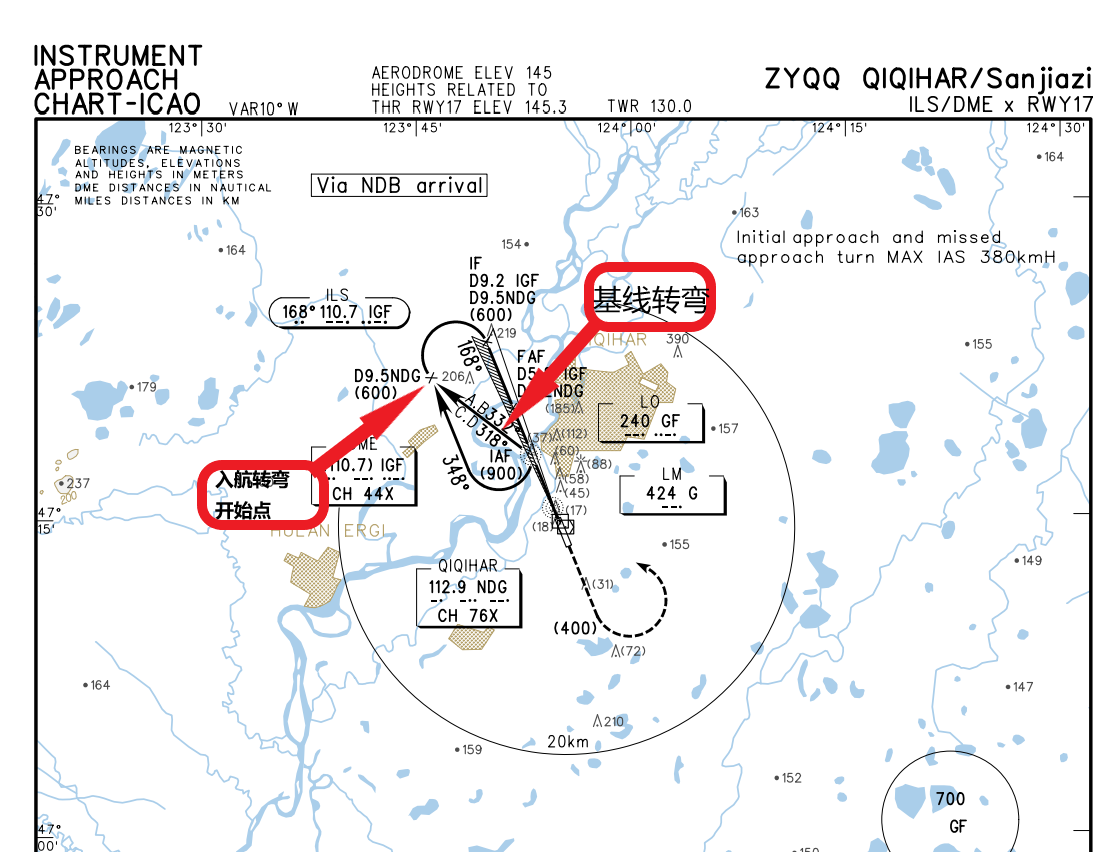 INSTRUMENT
APPROACH
CHART-ICAO
VAR10° W
AERODROME ELEV 145
HEIGHTS RELATED TO
THR RWY17 ELEV 145.3
TWR 130.0
ZYQQ QIQIHAR/Sanjiazi
ILS/DME x RWY17
123°30'
123°45'
124°00'
124°15'
124°30'
BEARINGS ARE MAGNETIC
ALTITUDES, ELEVATIONS
AND HEIGHTS IN METERS
DME DISTANCES IN NAUTICAL
MILES DISTANCES IN KM
47°
30'
Via NDB arrival
164
163
164
154
Initial approach and missed
approach turn MAX IAS 380kmH
IF
D9.2 IGF
D9.5NDG
(600)
基线转弯
ILS
168° 110.7 IGF
219
390
155
168°
FAF
D9.5NDG
(600)
206
179
(185)
LO
240 GF
157
C.D318°
(37)
(112)
(60)
(88)
IAF
(900)
348°
(58)
(45)
LM
424 G
入航转弯
开始点
IGF
CH 44X
237
200
47°
15'
(17)
(18)
155
149
QIQIHAR
112.9 NDG
CH 76X
(31)
(400)
(72)
164
147
210
20km
159
152
700
GF
47°
00'